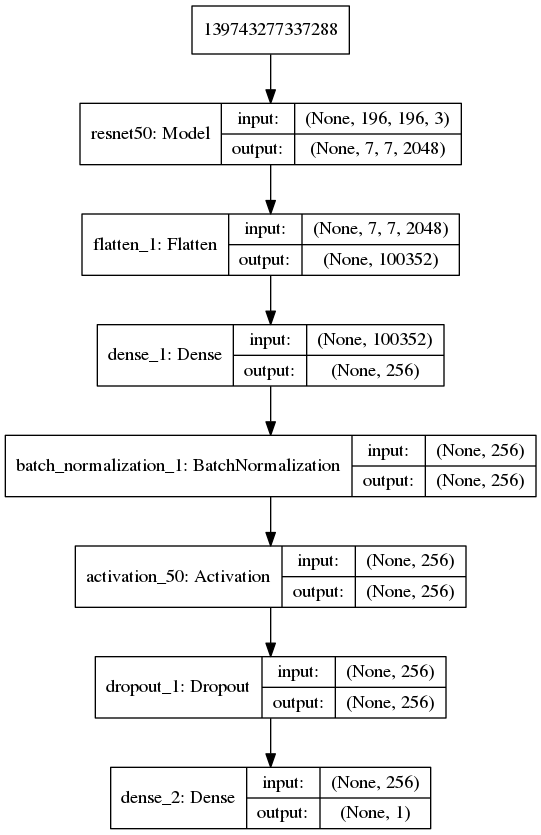 139743277337288
resnet50: Model
input:
(None, 196, 196, 3)
output:
(None, 7, 7, 2048)
flatten_1: Flatten
input:
(None, 7, 7, 2048)
output:
(None, 100352)
dense_1: Dense
input:
(None, 100352)
output:
(None, 256)
batch_normalization_1: BatchNormalization
input:
(None, 256)
output:
(None, 256)
activation_50: Activation
input:
(None, 256)
output:
(None, 256)
dropout_1: Dropout
input:
(None, 256)
output:
(None, 256)
dense_2: Dense
input:
(None, 256)
output:
(None, 1)